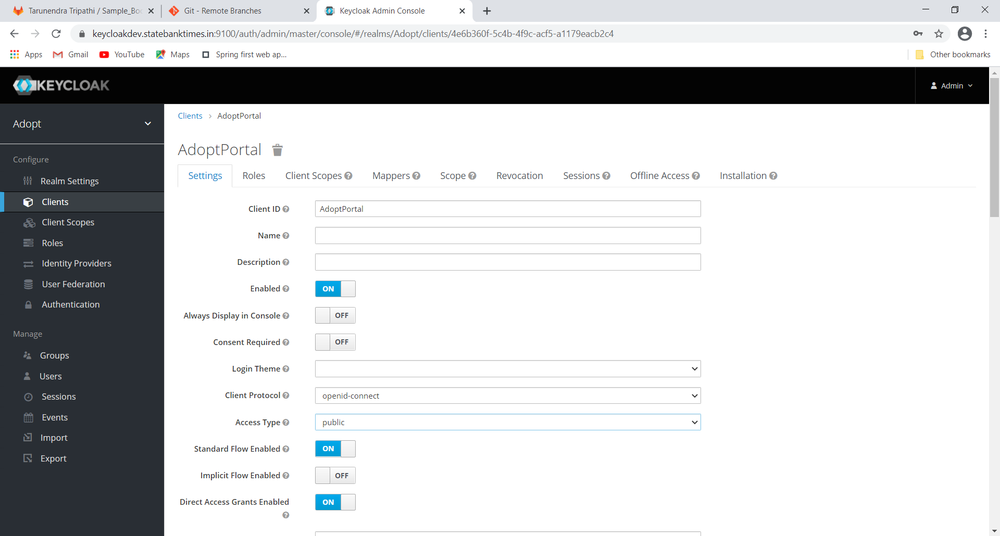 Tarunendra Tripathi / Sample_Boo
Git - Remote Branches
Keycloak Admin Console
keycloakdev.statebanktimes.in:9100/auth/admin/master/console/#/realms/Adopt/clients/4e6b360f-5c4b-4f9c-acf5-a1179eacb2c4
Apps
Gmail
YouTube
Maps
Spring first web ap...
Other bookmarks
KEYCLOAK
Admin
Adopt
Configure
Realm Settings
Clients
Client Scopes
Roles
Identity Providers
User Federation
Authentication
Manage
Groups
Users
Sessions
Events
Import
Export
Clients > AdoptPortal
AdoptPortal
Settings
Roles
Client Scopes
Mappers
Scope
Revocation
Sessions
Offline Access
Installation
Client ID
AdoptPortal
Name
Description
Enabled
ON
Always Display in Console
OFF
Consent Required
OFF
Login Theme
Client Protocol
openid-connect
Access Type
public
Standard Flow Enabled
ON
Implicit Flow Enabled
OFF
Direct Access Grants Enabled
ON